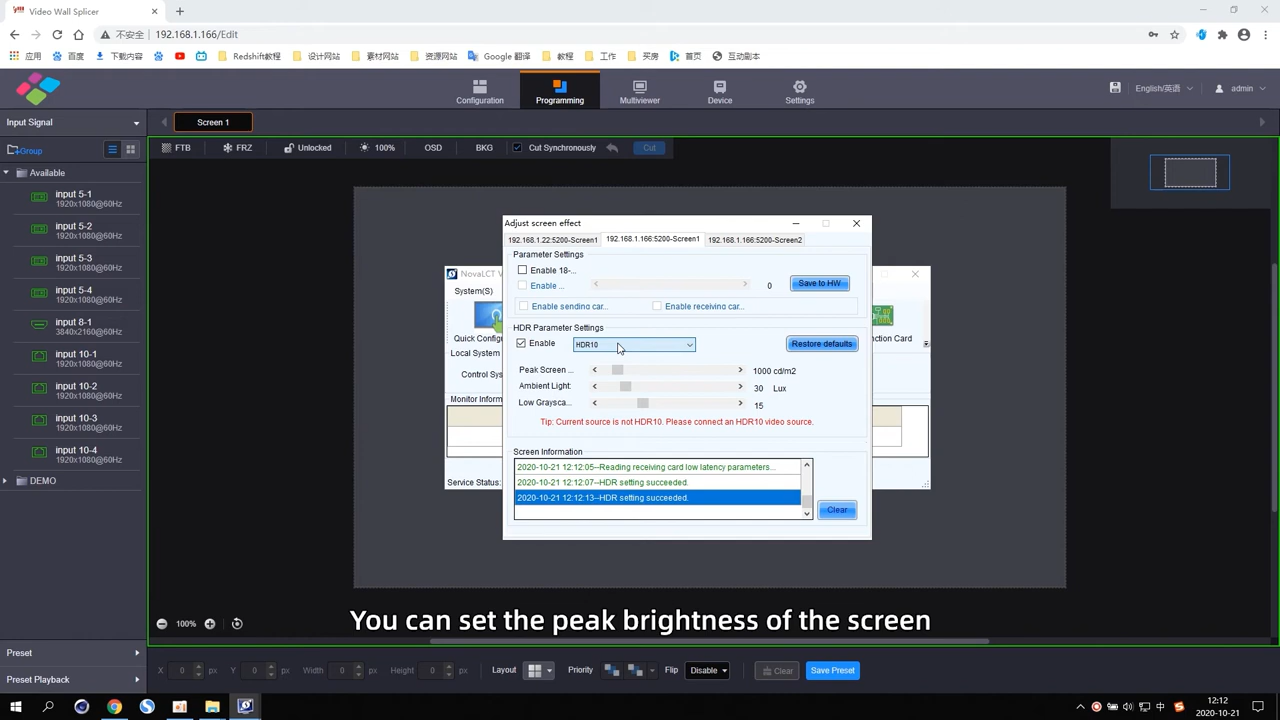 Video Wall Splicer
不安全 192.168.1.166/Edit
应用 百度 下载内容 Redshift教程 设计网站 素材网站 资源网站 Google 翻译 教程 工作 买房 首页 互动剧本
Configuration Programming Multiviewer Device Settings English/英语 admin
Input Signal Screen 1
Group FTB FRZ Unlocked 100% OSD BKG Cut Synchronously Cut
Available
input 5-1
1920x1080@60Hz
input 5-2
1920x1080@60Hz
input 5-3
1920x1080@60Hz
input 5-4
1920x1080@60Hz
input 8-1
3840x2160@60Hz
input 10-1
1920x1080@60Hz
input 10-2
1920x1080@60Hz
input 10-3
1920x1080@60Hz
input 10-4
1920x1080@60Hz
DEMO
NovaLCT V
System(S)
Quick Config
Local System
Control Sys
Monitor Inform
Service Status:
ction Card
Adjust screen effect
192.168.1.22:5200-Screen1 192.168.1.166:5200-Screen1 192.168.1.166:5200-Screen2
Parameter Settings
Enable 18-...
Enable ... 0 Save to HW
Enable sending car... Enable receiving car...
HDR Parameter Settings
Enable HDR10 Restore defaults
Peak Screen ... 1000 cd/m2
Ambient Light: 30 Lux
Low Graysca... 15
Tip: Current source is not HDR10. Please connect an HDR10 video source.
Screen Information
2020-10-21 12:12:05--Reading receiving card low latency parameters...
2020-10-21 12:12:07--HDR setting succeeded.
2020-10-21 12:12:13--HDR setting succeeded.
Clear
You can set the peak brightness of the screen
100%
Preset
Preset Playback
X 0 px Y 0 px Width 0 px Height 0 px Layout Priority Flip Disable Clear Save Preset
中 12:12
2020-10-21